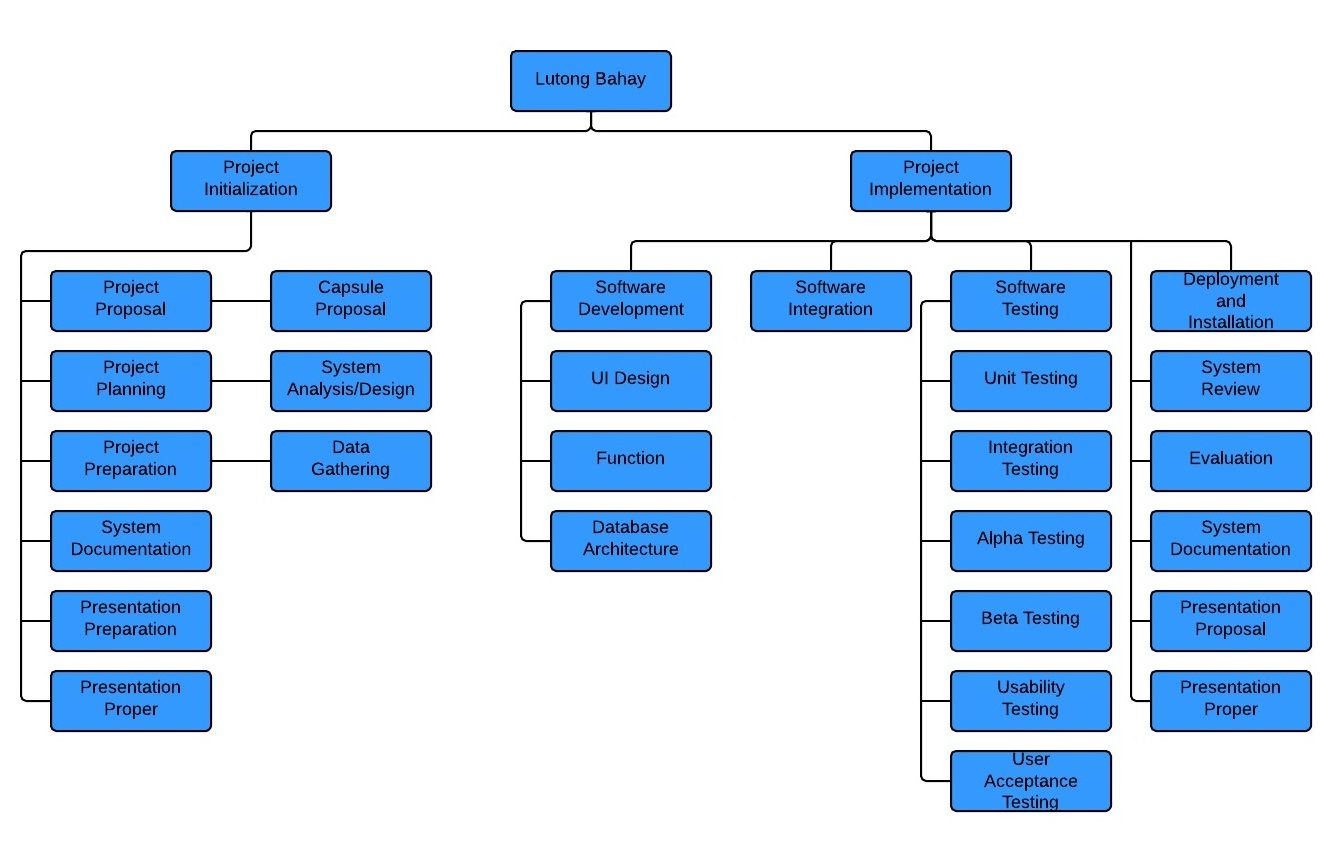 Lutong Bahay
Project
Initialization
Project
Implementation
Project
Proposal
Capsule
Proposal
Project
Planning
System
Analysis/Design
Project
Preparation
Data
Gathering
System
Documentation
Presentation
Preparation
Presentation
Proper
Software
Development
UI Design
Function
Database
Architecture
Software
Integration
Software
Testing
Unit Testing
Integration
Testing
Alpha Testing
Beta Testing
Usability
Testing
User
Acceptance
Testing
Deployment
and
Installation
System
Review
Evaluation
System
Documentation
Presentation
Proposal
Presentation
Proper